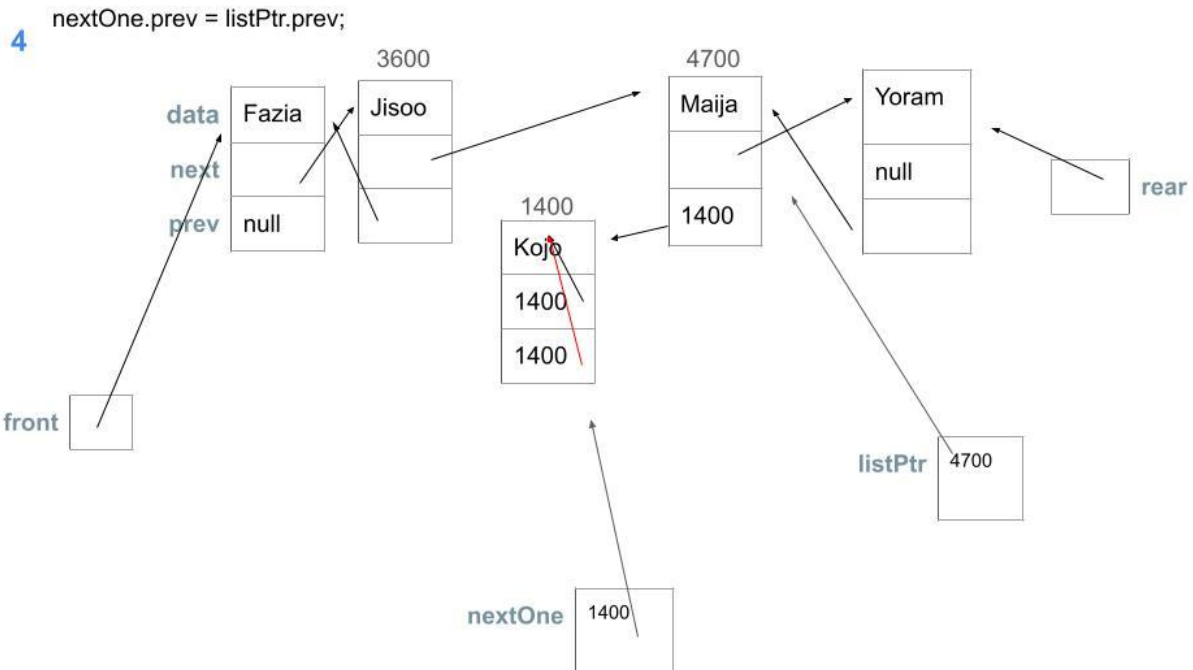 nextOne.prev = listPtr.prev;
4
3600
4700
data
Fazia
Jisoo
Maija
Yoram
next
null
rear
prev
null
1400
1400
Kojo
1400
1400
front
listPtr
4700
nextOne
1400